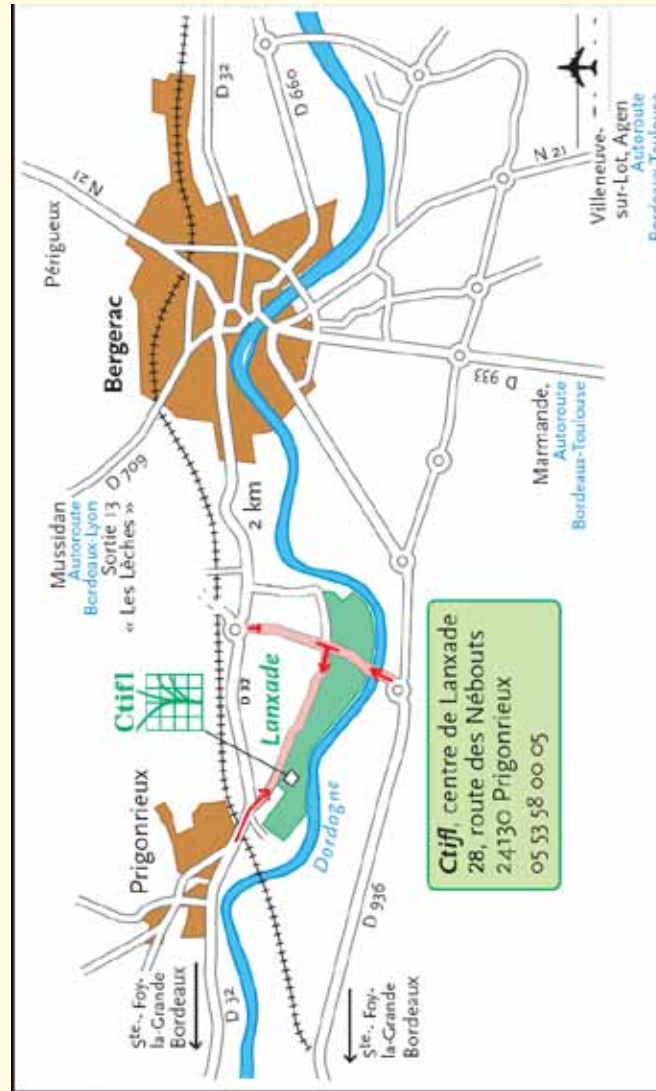 Périgueux
N 21
D 32
D 660
Bergerac
Mussidan
Autoroute
Bordeaux-Lyon
Sortie 13
« Les Lèches »
D 709
2 km
Ctifl
Lanxade
D 32
Prigonrieux
Dordogne
Ste-. Foy-
la-Grande
Bordeaux
D 32
D 936
Ste-. Foy-
la-Grande
Bordeaux
Marmande.
Autoroute
Bordeaux-Toulouse
D 933
N 21
Villeneuve-
sur-Lot, Agen
Autoroute
Bordeaux-Toulouse
Ctifl, centre de Lanxade
28, route des Nébouts
24130 Prigonrieux
05 53 58 00 05